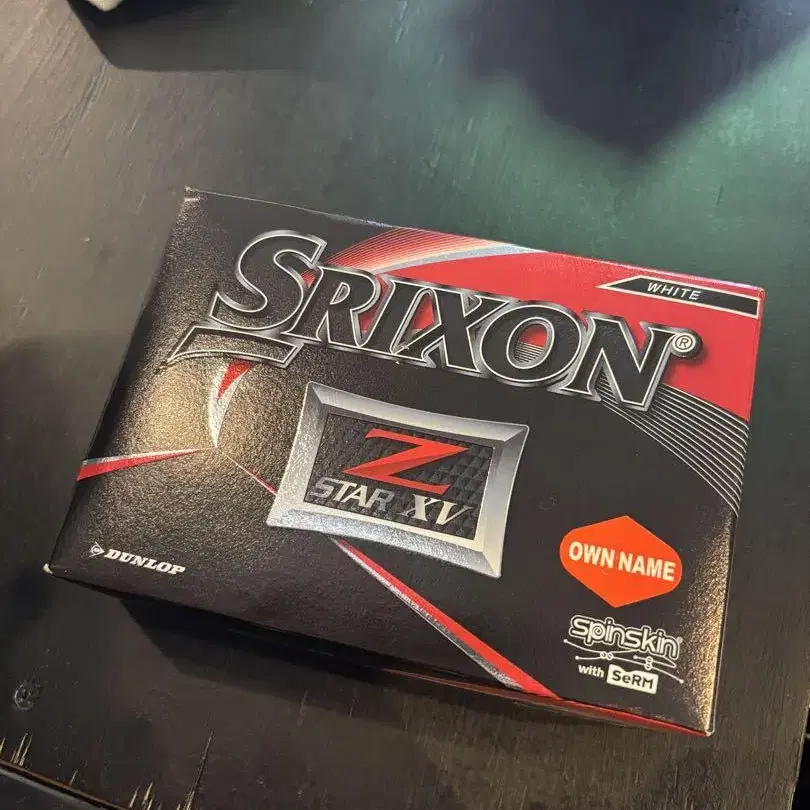 WHITE
SRIXON®
Z
STAR XV
DUNLOP
OWN NAME
spinskin
with SeRM